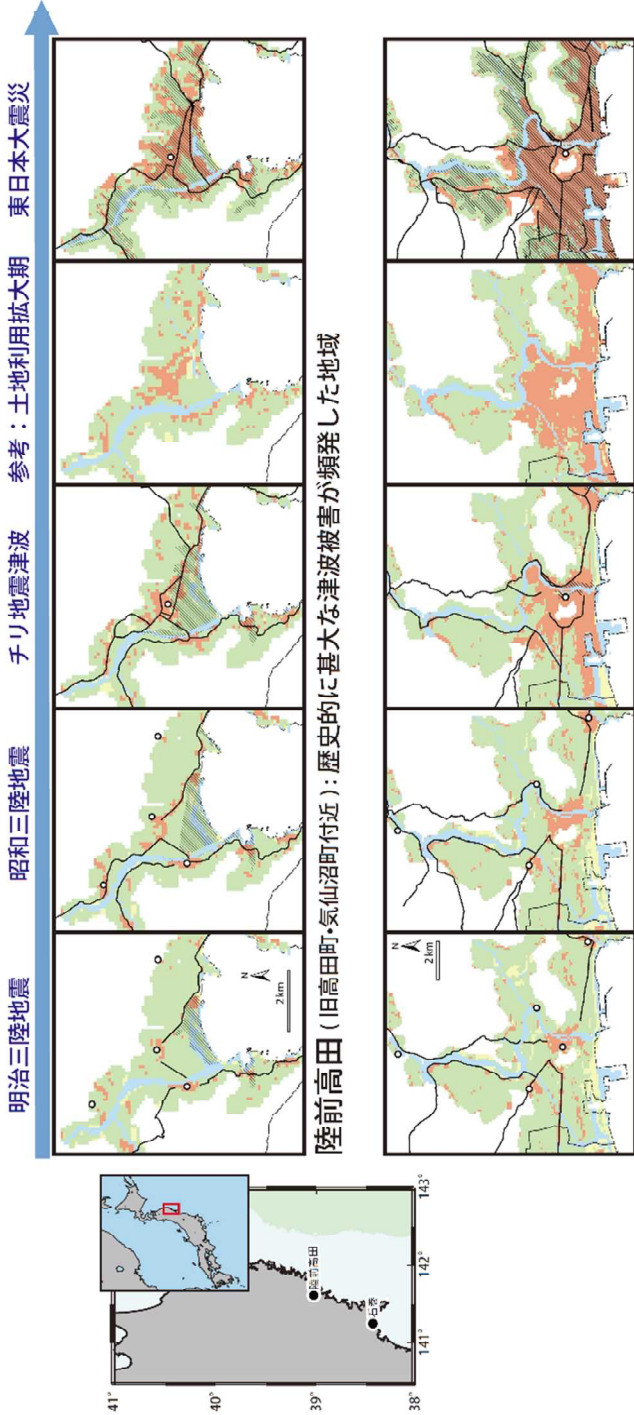 明治三陸地震
昭和三陸地震
チリ地震津波
参考：土地利用拡大期
東日本大震災
N
2 km
陸前高田（旧高田町・気仙沼町付近）：歴史的に甚大な津波被害が頻発した地域
N
2 km
41°
40°
39°
38°
陸前高田
石巻
141°
142°
143°